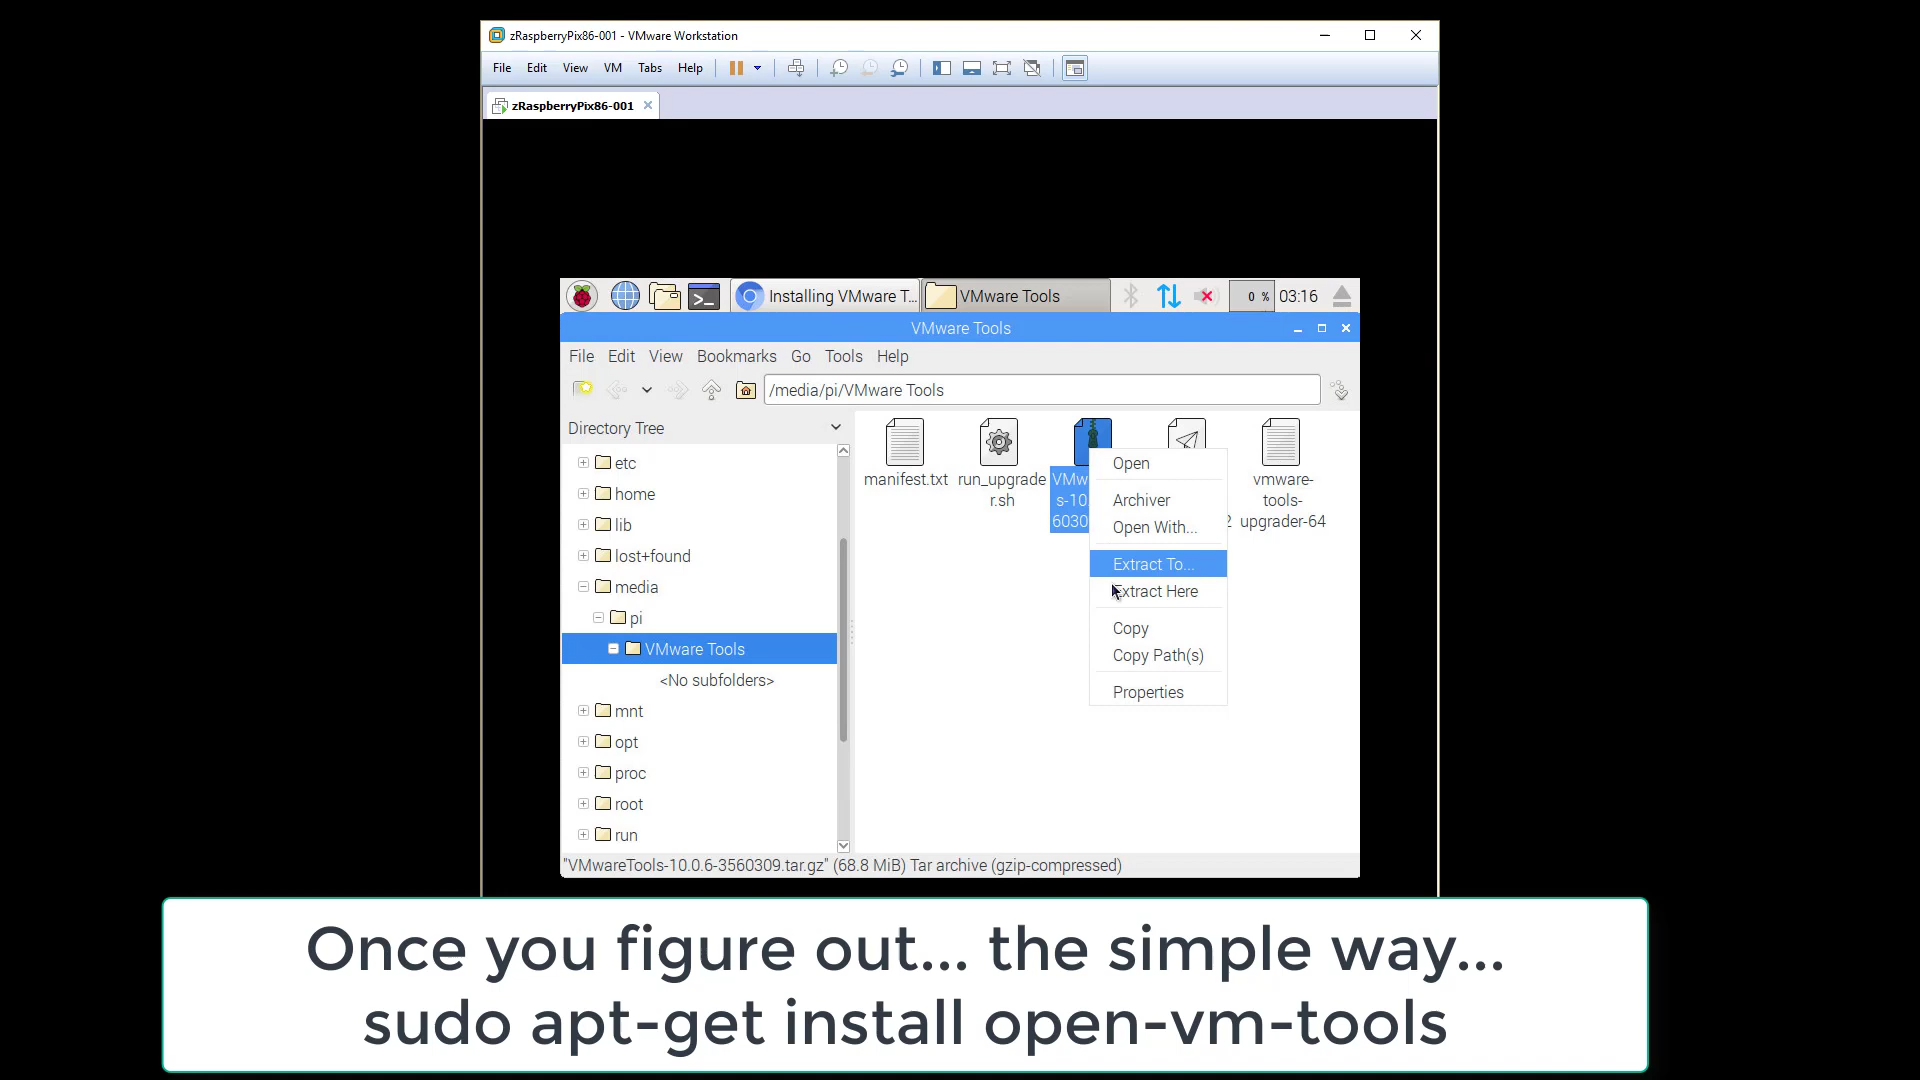 zRaspberryPix86-001 - VMware Workstation
File Edit View VM Tabs Help
zRaspberryPix86-001
Installing VMware T... VMware Tools 0 % 03:16
VMware Tools
File Edit View Bookmarks Go Tools Help
/media/pi/VMware Tools
Directory Tree
etc
home
lib
lost+found
media
pi
VMware Tools
<No subfolders>
mnt
opt
proc
root
run
manifest.txt
run_upgrade
r.sh
VMw
s-10.
6030
2
vmware-
tools-
upgrader-64
Open
Archiver
Open With...
Extract To...
Extract Here
Copy
Copy Path(s)
Properties
"VMwareTools-10.0.6-3560309.tar.gz" (68.8 MiB) Tar archive (gzip-compressed)
Once you figure out... the simple way...
sudo apt-get install open-vm-tools